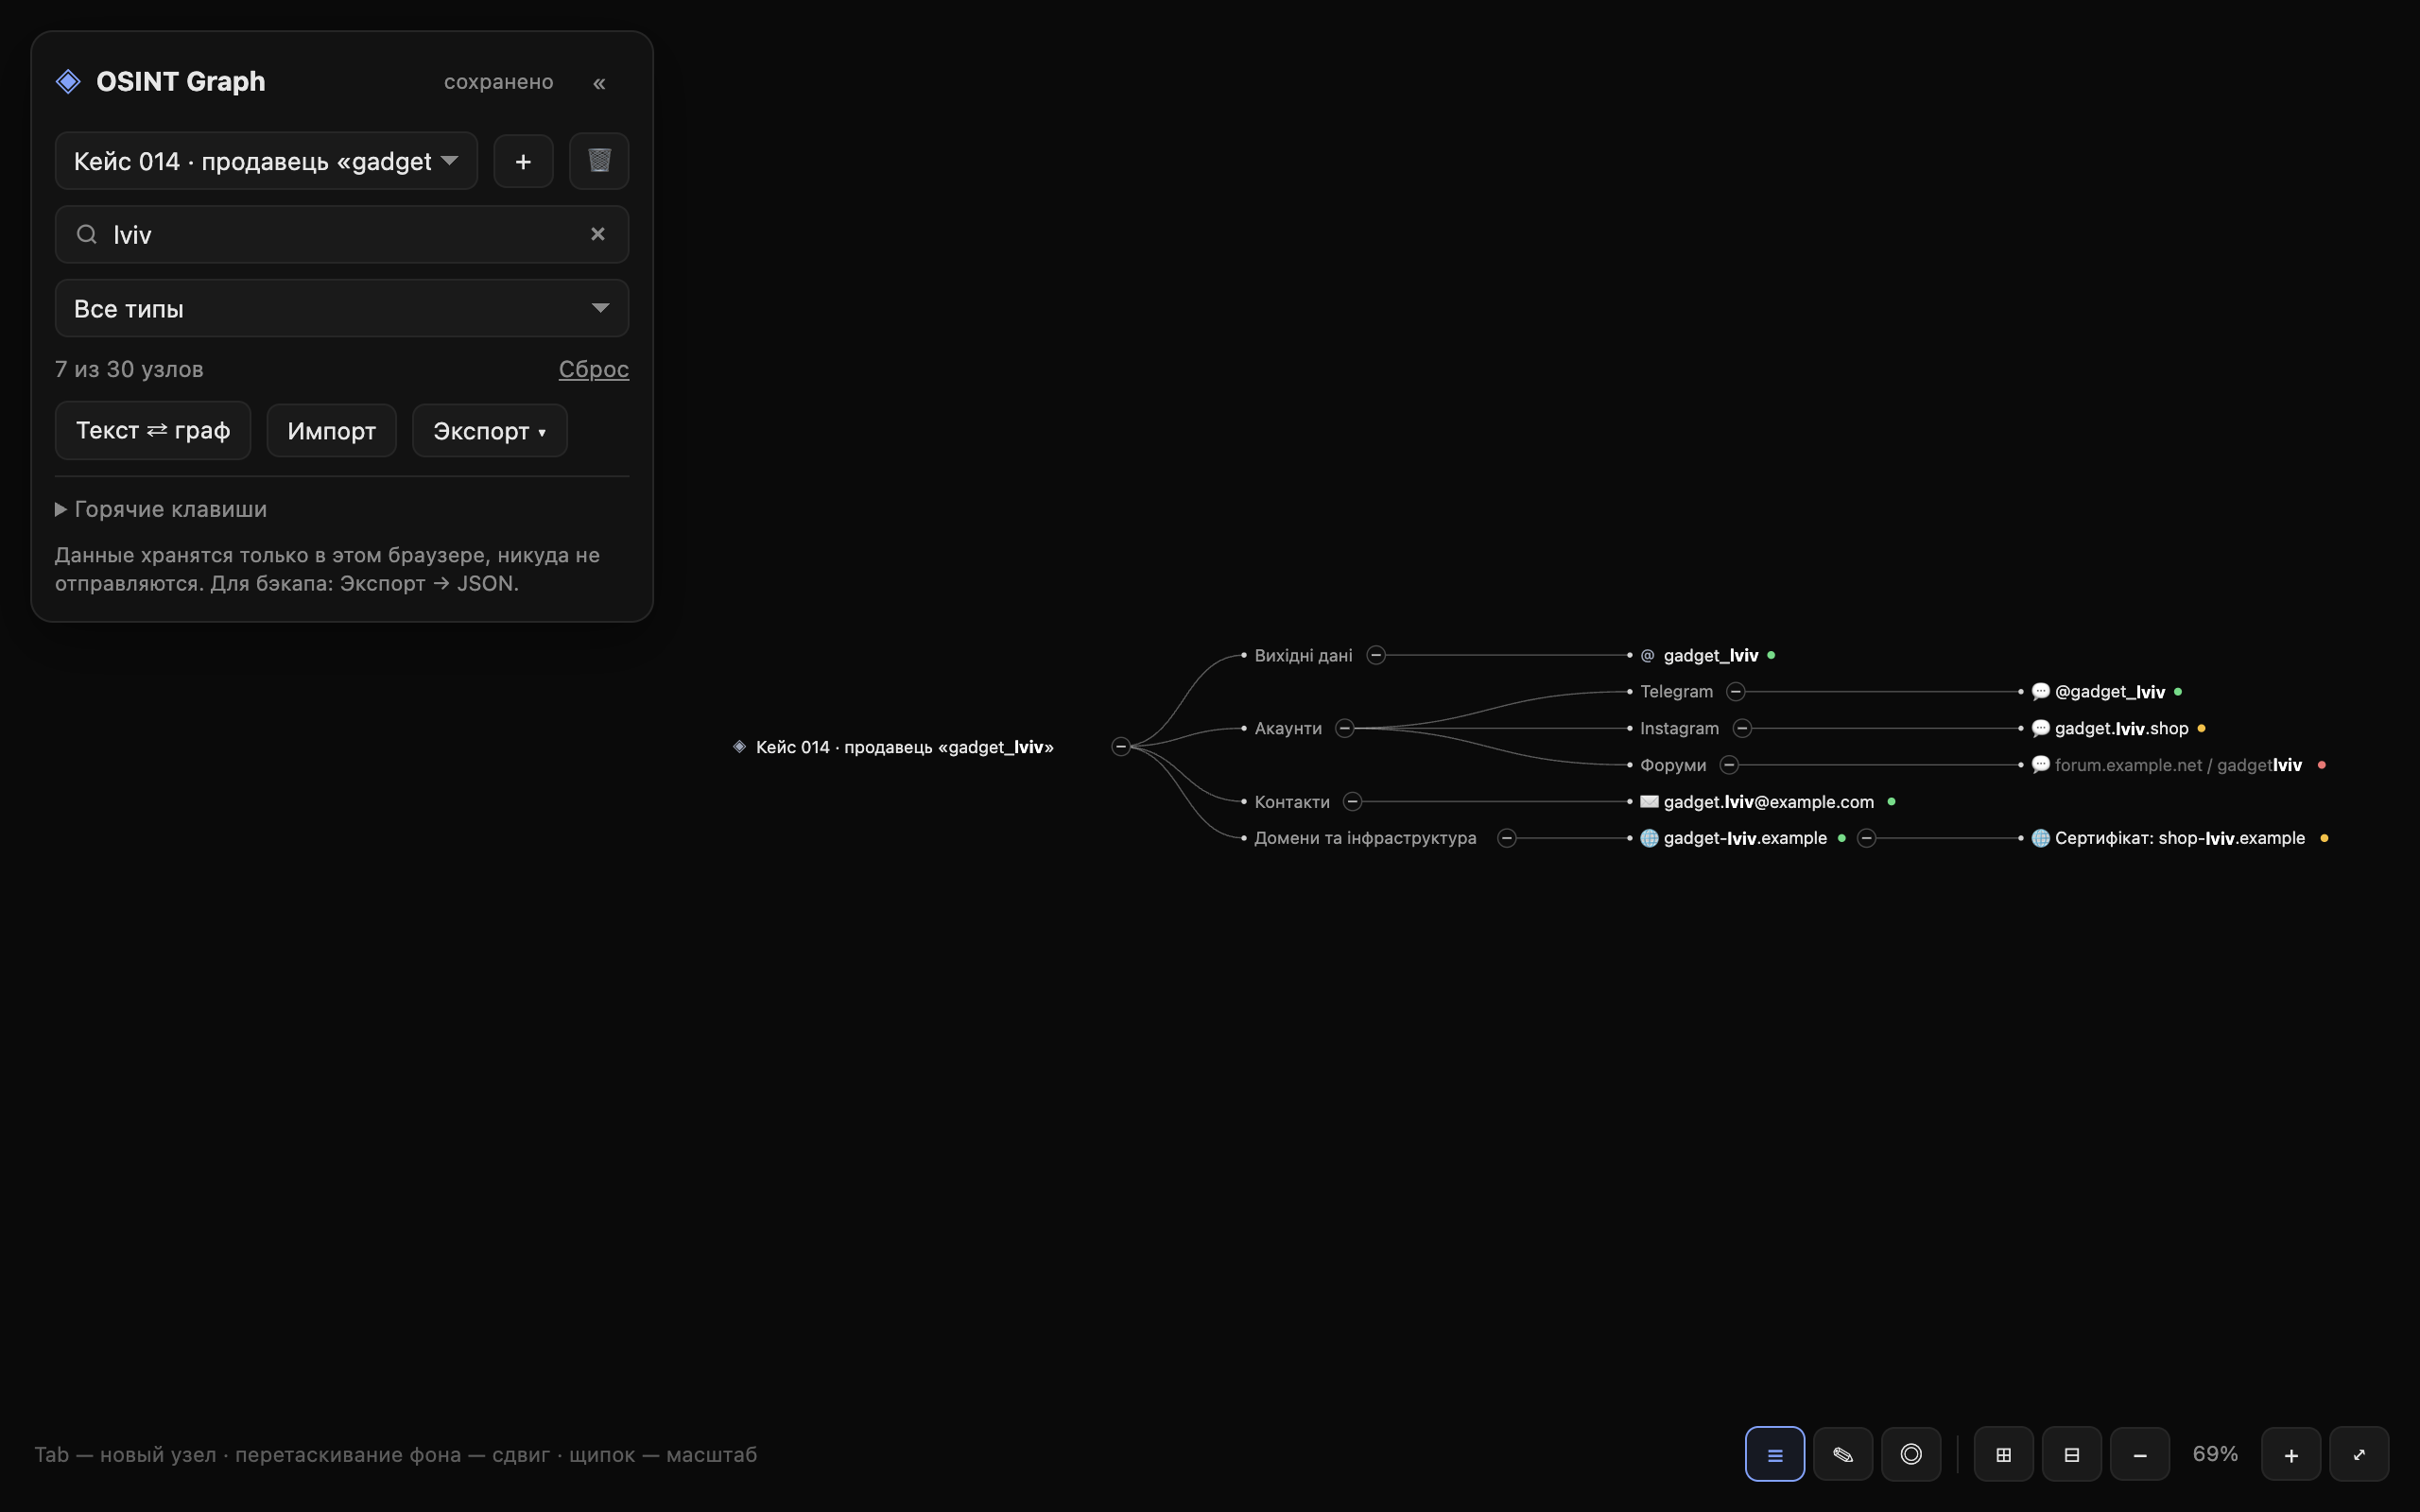 OSINT Graph
сохранено «
Кейс 014 · продавець «gadget
+
lviv ×
Все типы
7 из 30 узлов
Сброс
Текст ⇄ граф
Импорт
Экспорт ▾
Горячие клавиши
Данные хранятся только в этом браузере, никуда не
отправляются. Для бэкапа: Экспорт → JSON.
Кейс 014 · продавець «gadget_lviv»
Вихідні дані
@ gadget_lviv
Акаунти
Telegram
@gadget_lviv
Instagram
gadget.lviv.shop
Форуми
forum.example.net / gadgetlviv
Контакти
gadget.lviv@example.com
Домени та інфраструктура
gadget-lviv.example
Сертифікат: shop-lviv.example
Tab — новый узел · перетаскивание фона — сдвиг · щипок — масштаб
− 69% +